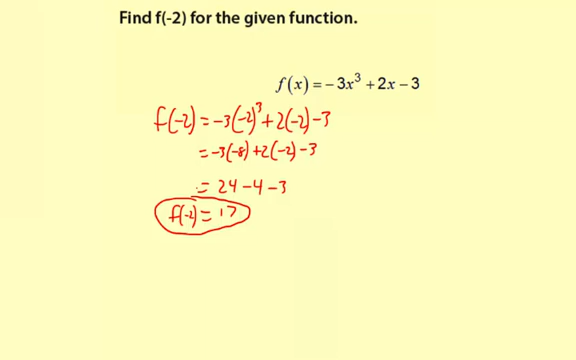 Find f(-2) for the given function.
f(x) = −3x³ + 2x − 3
f(-2) = -3(-2)³ + 2(-2) - 3
= -3(-8) + 2(-2) - 3
= 24 - 4 - 3
f(-2) = 17